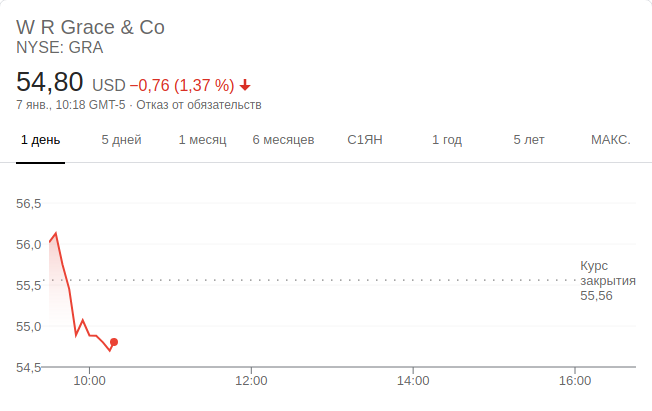 W R Grace & Co
NYSE: GRA
54,80 USD −0,76 (1,37 %)
7 янв., 10:18 GMT-5 · Отказ от обязательств
1 день 5 дней 1 месяц 6 месяцев С1ЯН 1 год 5 лет МАКС.
56,5
56,0
55,5
55,0
54,5
Курс
закрытия
55,56
10:00 12:00 14:00 16:00